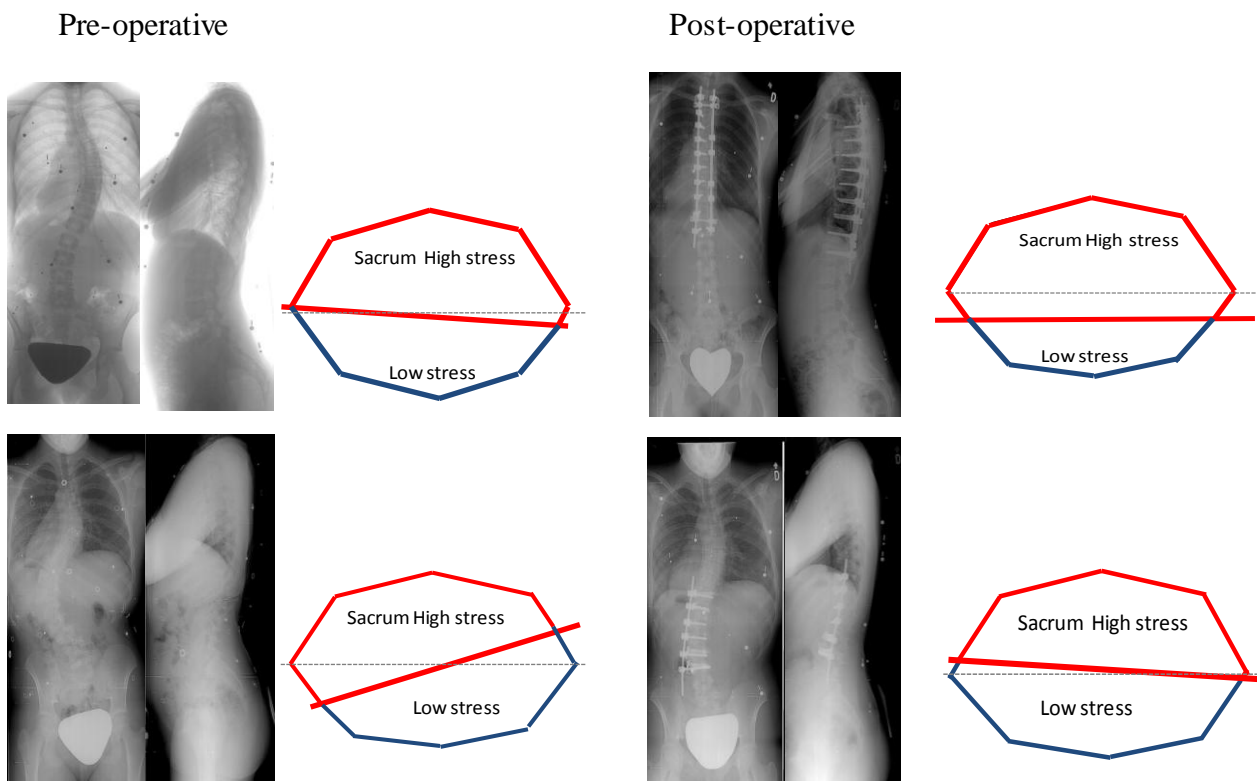 Pre-operative
Post-operative
D
Sacrum High stress
Low stress
Sacrum High stress
Low stress
D
Sacrum High stress
Low stress
Sacrum High stress
Low stress